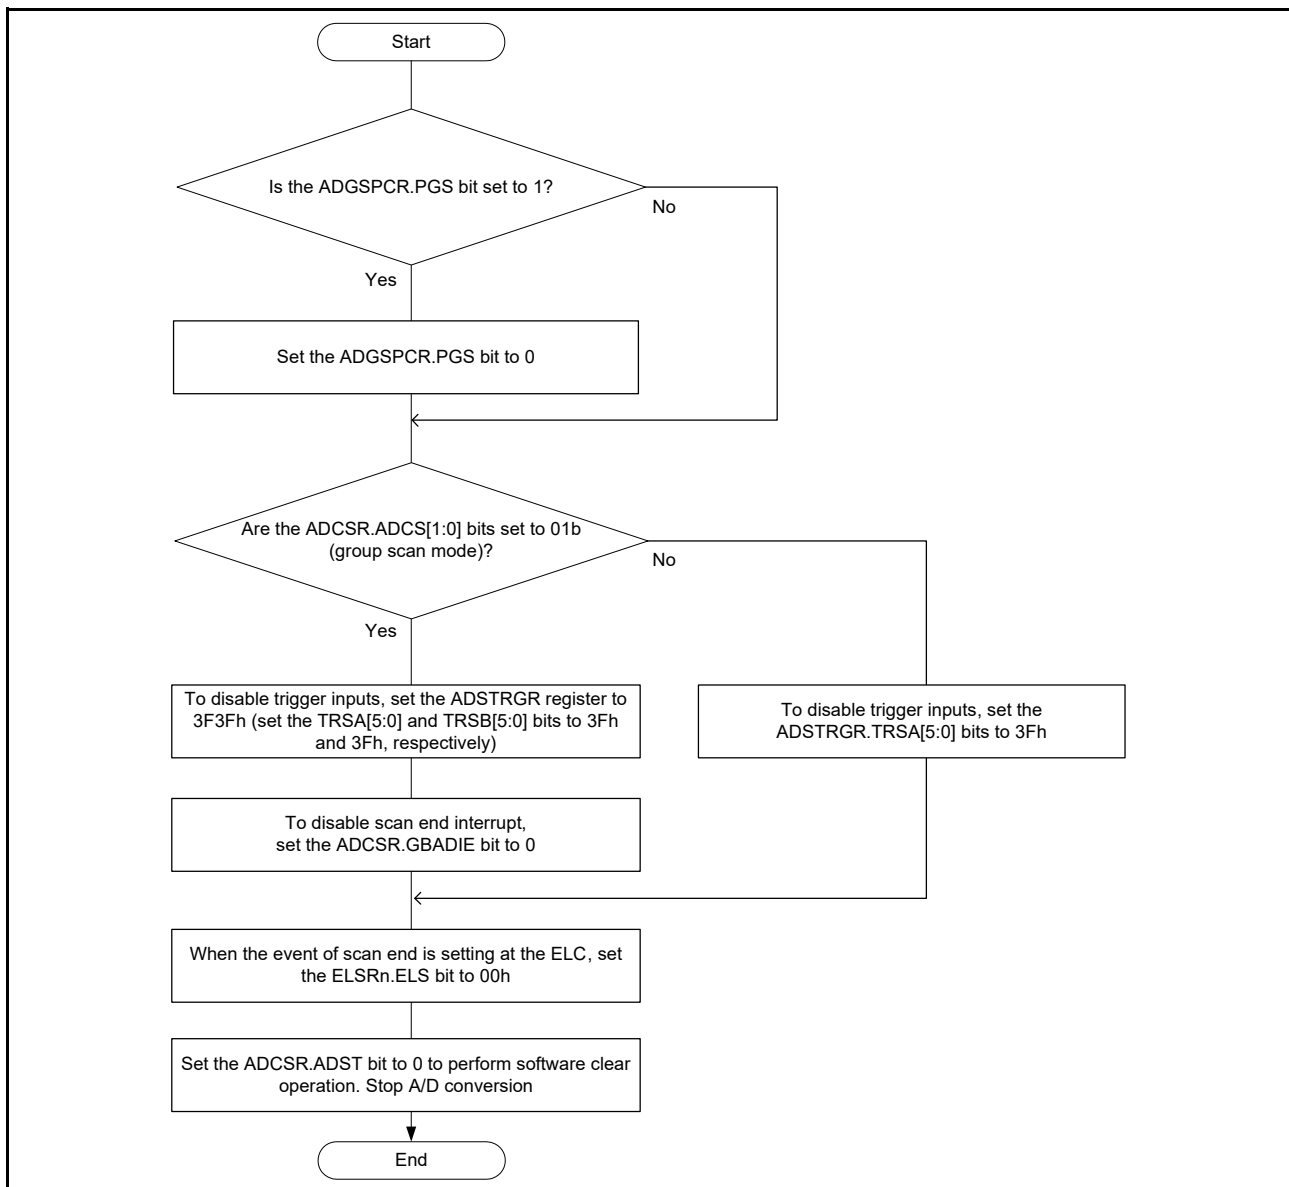 Start
Is the ADGSPCR.PGS bit set to 1?
No
Yes
Set the ADGSPCR.PGS bit to 0
Are the ADCSR.ADCS[1:0] bits set to 01b
(group scan mode)?
No
Yes
To disable trigger inputs, set the ADSTRGR register to
3F3Fh (set the TRSA[5:0] and TRSB[5:0] bits to 3Fh
and 3Fh, respectively)
To disable trigger inputs, set the
ADSTRGR.TRSA[5:0] bits to 3Fh
To disable scan end interrupt,
set the ADCSR.GBADIE bit to 0
When the event of scan end is setting at the ELC, set
the ELSRn.ELS bit to 00h
Set the ADCSR.ADST bit to 0 to perform software clear
operation. Stop A/D conversion
End